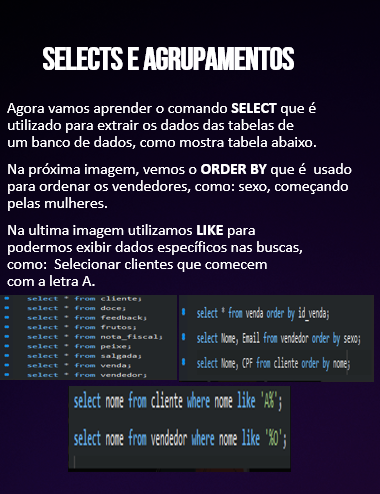 SELECTS E AGRUPAMENTOS
Agora vamos aprender o comando SELECT que é
utilizado para extrair os dados das tabelas de
um banco de dados, como mostra tabela abaixo.
Na próxima imagem, vemos o ORDER BY que é usado
para ordenar os vendedores, como: sexo, começando
pelas mulheres.
Na ultima imagem utilizamos LIKE para
podermos exibir dados específicos nas buscas,
como: Selecionar clientes que comecem
com a letra A.
select * from cliente;
select * from doce;
select * from feedback;
select * from frutos;
select * from nota_fiscal;
select * from peixe;
select * from salgada;
select * from venda;
select * from vendedor;
select * from venda order by id_venda;
select Nome, Email from vendedor order by sexo;
select Nome, CPF from cliente order by nome;
select nome from cliente where nome like 'A%';
select nome from vendedor where nome like '%O';